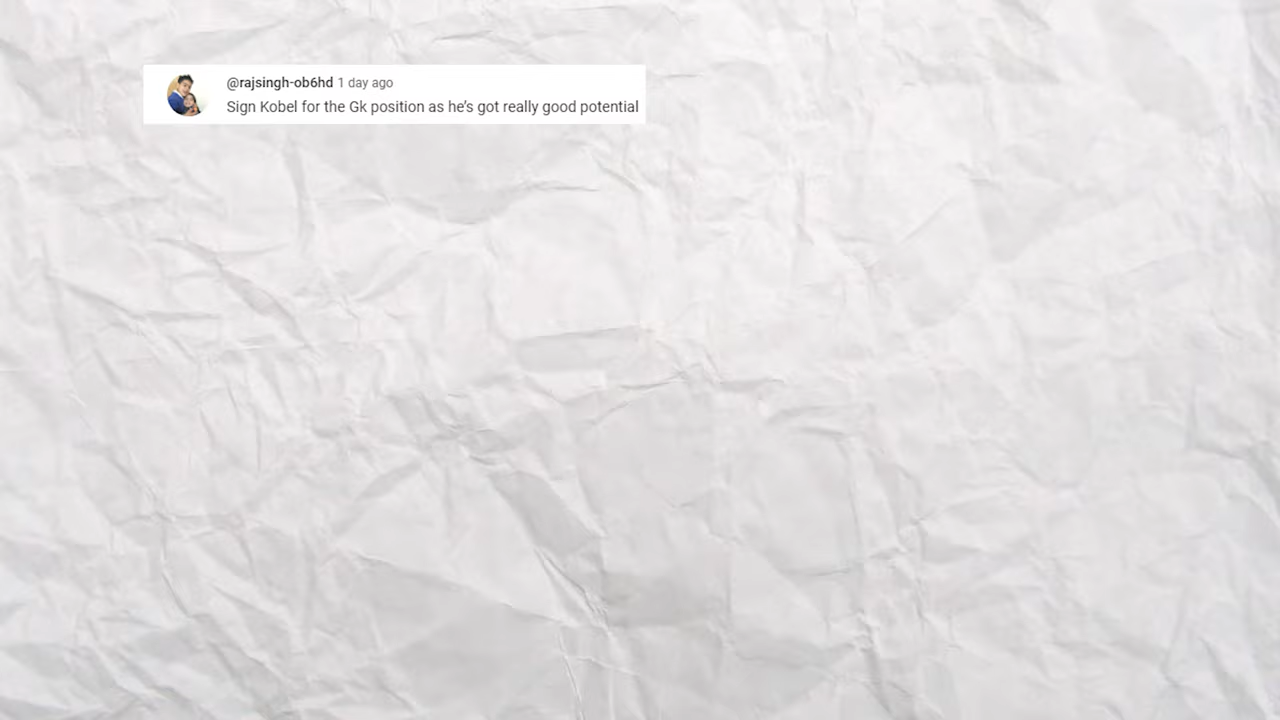 @rajsingh-ob6hd 1 day ago
Sign Kobel for the Gk position as he’s got really good potential